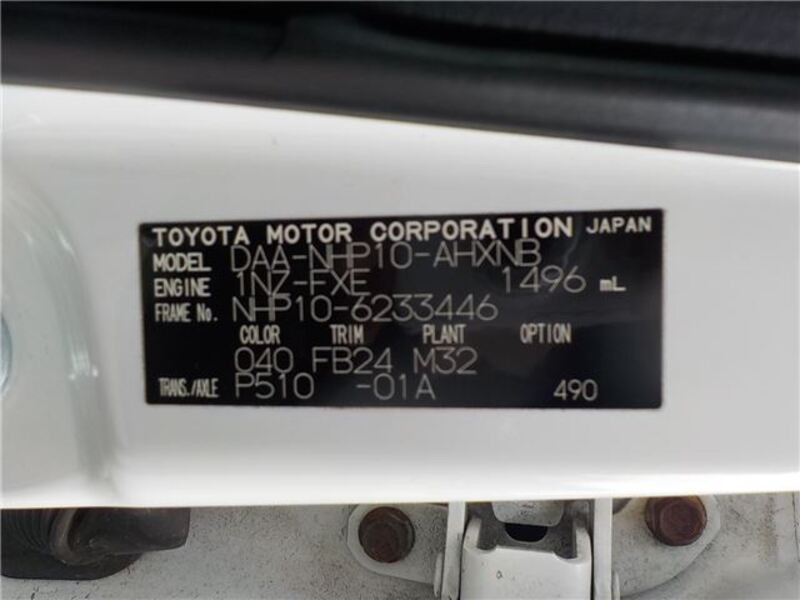 TOYOTA MOTOR CORPORATION JAPAN
MODEL DAA-NHP10-AHXNB
ENGINE 1NZ-FXE 1496 mL
FRAME No. NHP10-6233446
COLOR TRIM PLANT OPTION
040 FB24 M32
TRANS./AXLE P510 -01A 490